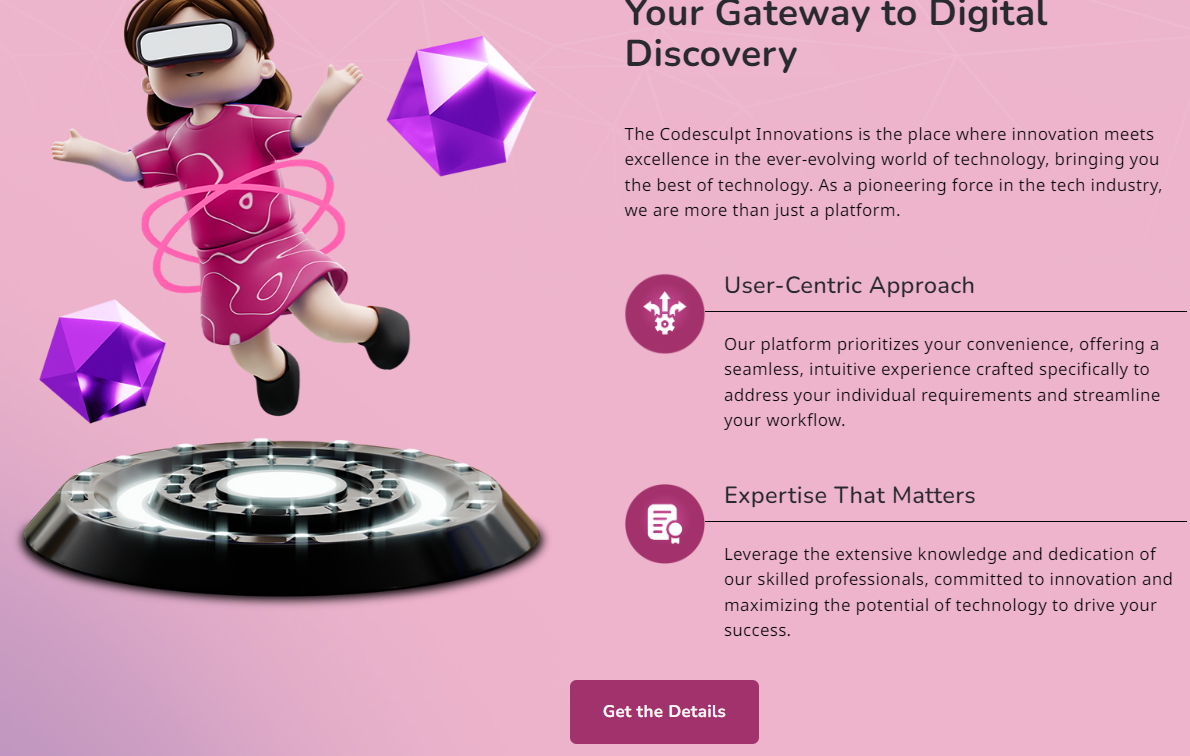 Your Gateway to Digital
Discovery
The Codesculpt Innovations is the place where innovation meets
excellence in the ever-evolving world of technology, bringing you
the best of technology. As a pioneering force in the tech industry,
we are more than just a platform.
User-Centric Approach
Our platform prioritizes your convenience, offering a
seamless, intuitive experience crafted specifically to
address your individual requirements and streamline
your workflow.
Expertise That Matters
Leverage the extensive knowledge and dedication of
our skilled professionals, committed to innovation and
maximizing the potential of technology to drive your
success.
Get the Details